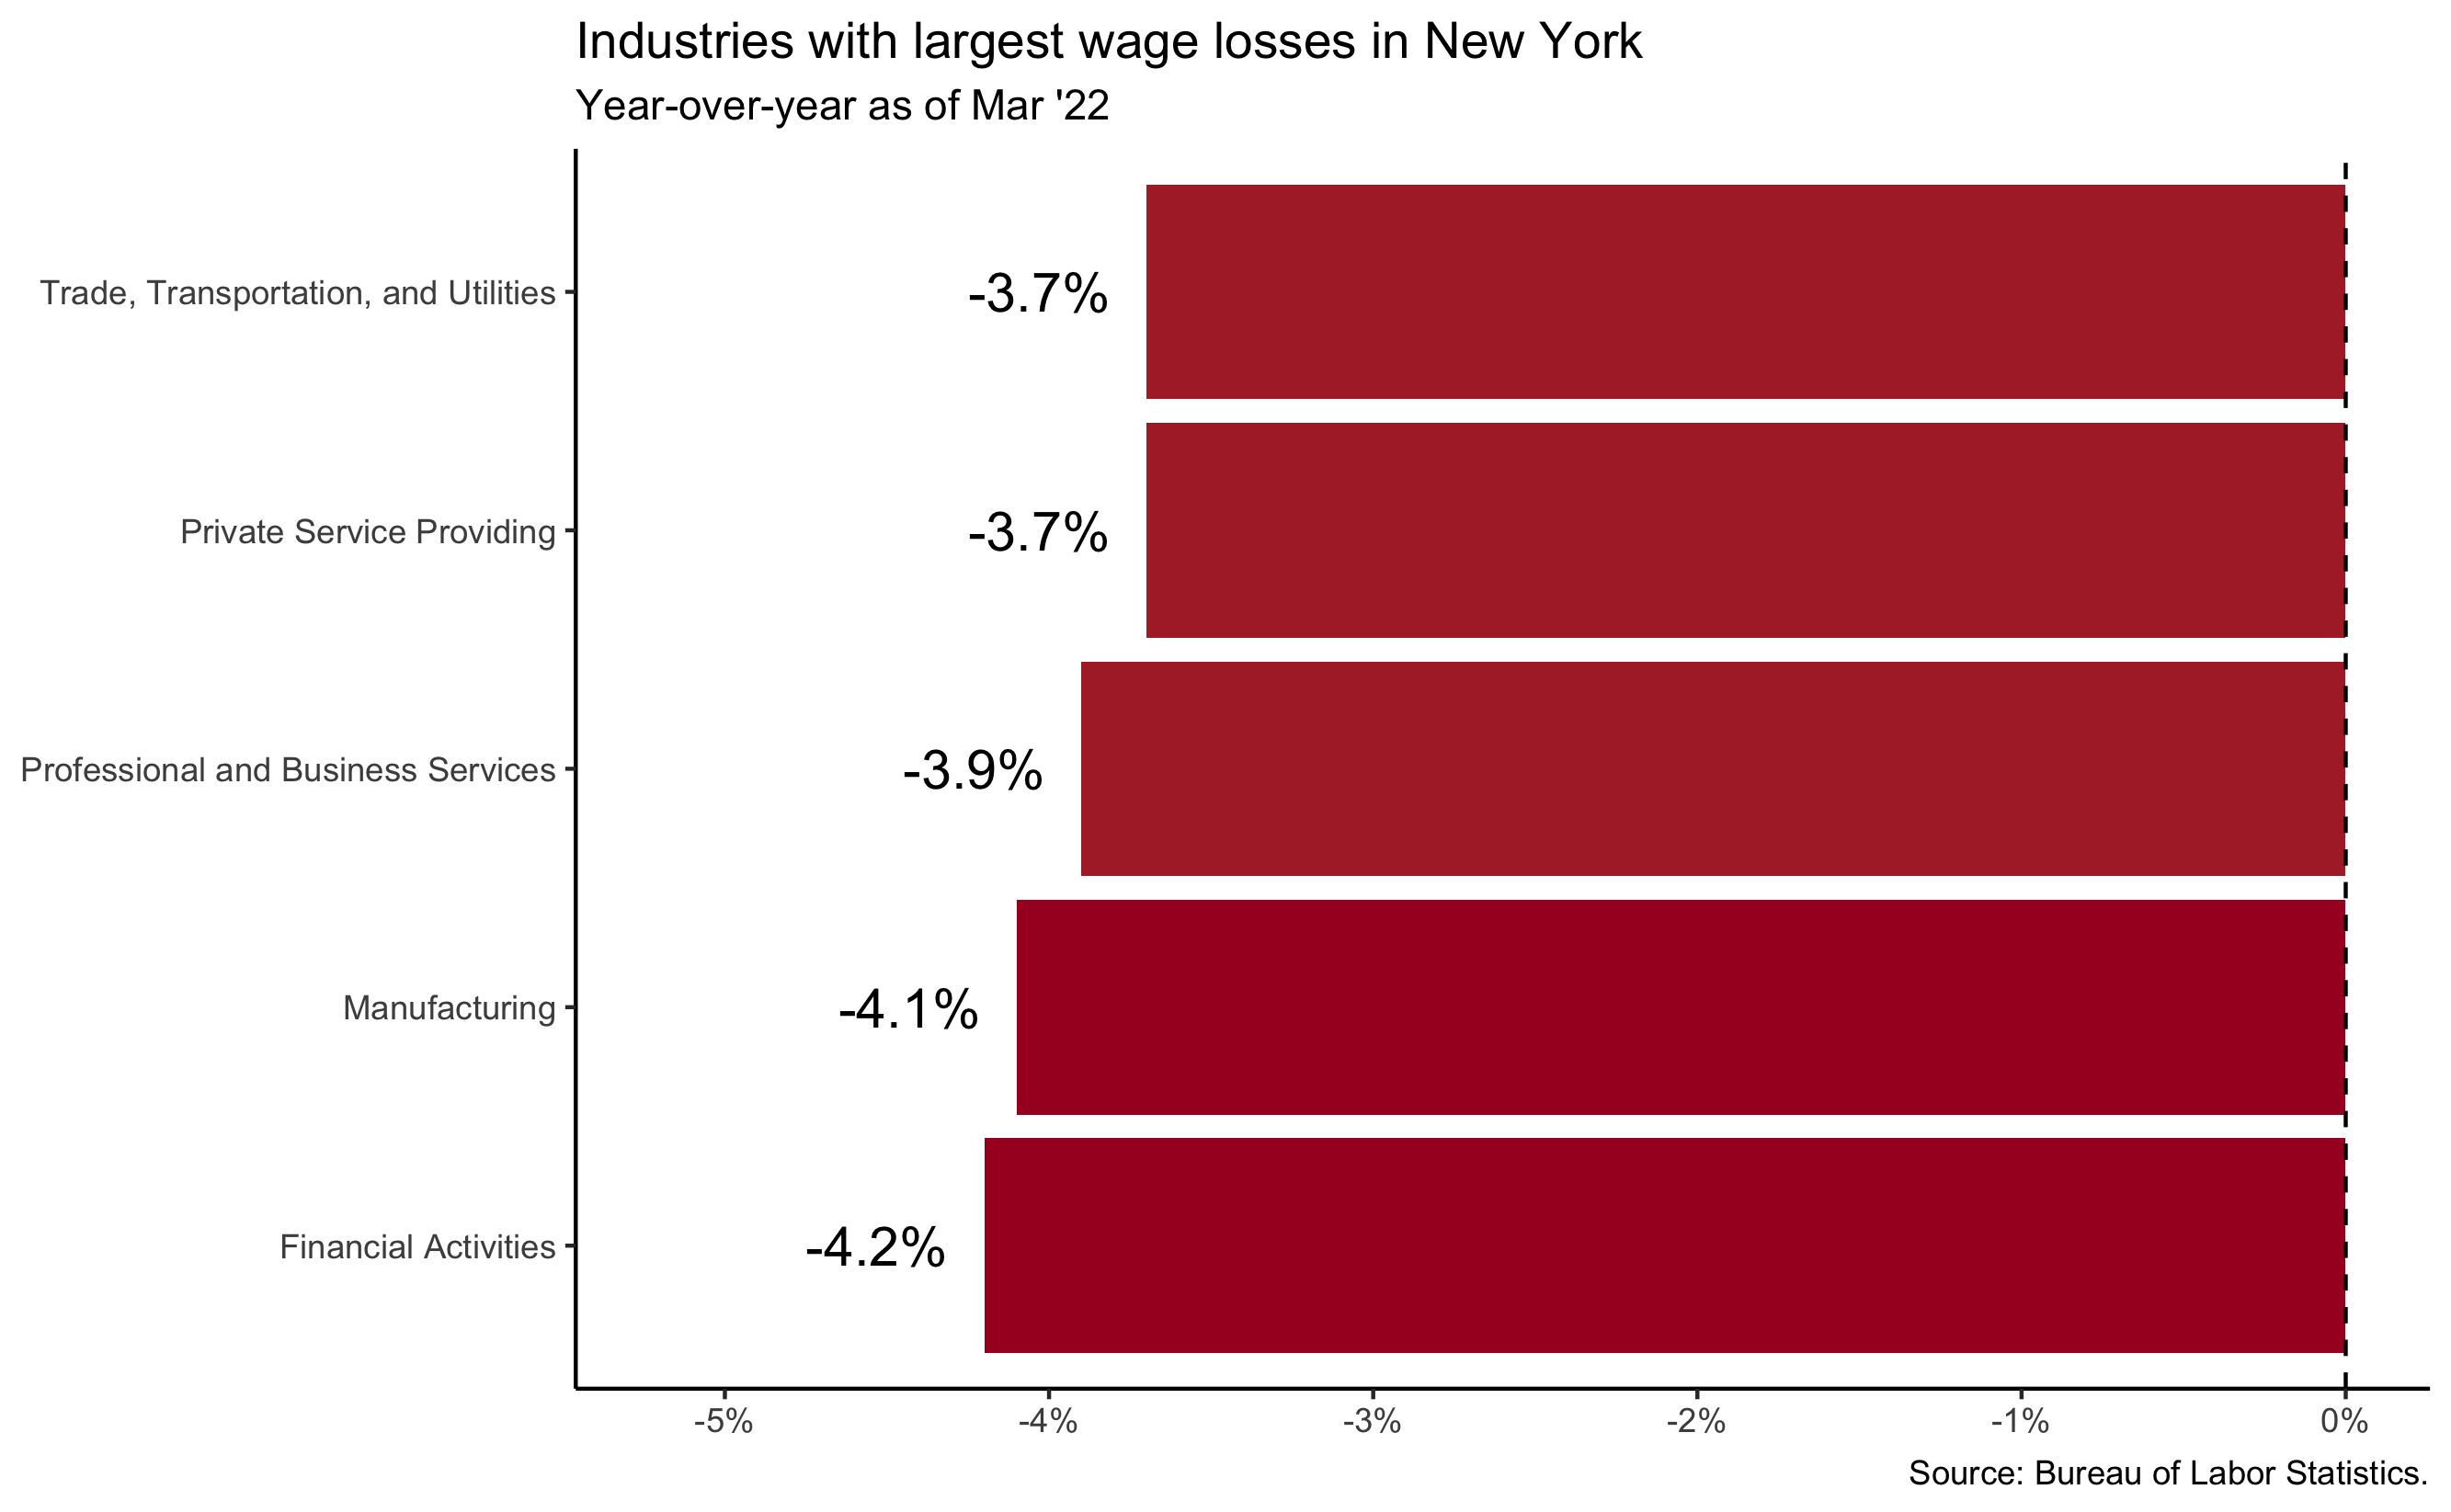 Industries with largest wage losses in New York
Year-over-year as of Mar '22
Trade, Transportation, and Utilities
-3.7%
Private Service Providing
-3.7%
Professional and Business Services
-3.9%
Manufacturing
-4.1%
Financial Activities
-4.2%
-5% -4% -3% -2% -1% 0%
Source: Bureau of Labor Statistics.